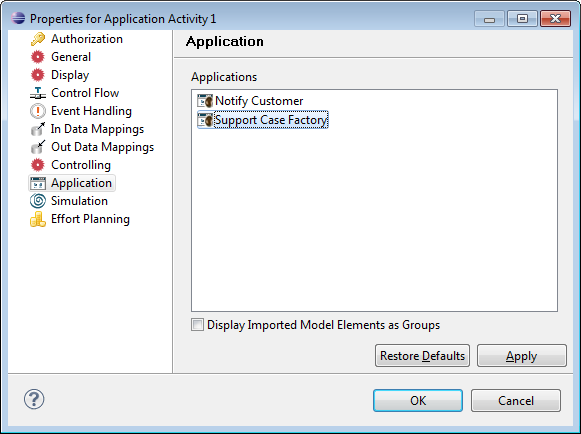 Properties for Application Activity 1
Authorization
General
Display
Control Flow
Event Handling
In Data Mappings
Out Data Mappings
Controlling
Application
Simulation
Effort Planning
Application
Applications
Notify Customer
Support Case Factory
Display Imported Model Elements as Groups
Restore Defaults
Apply
?
OK
Cancel